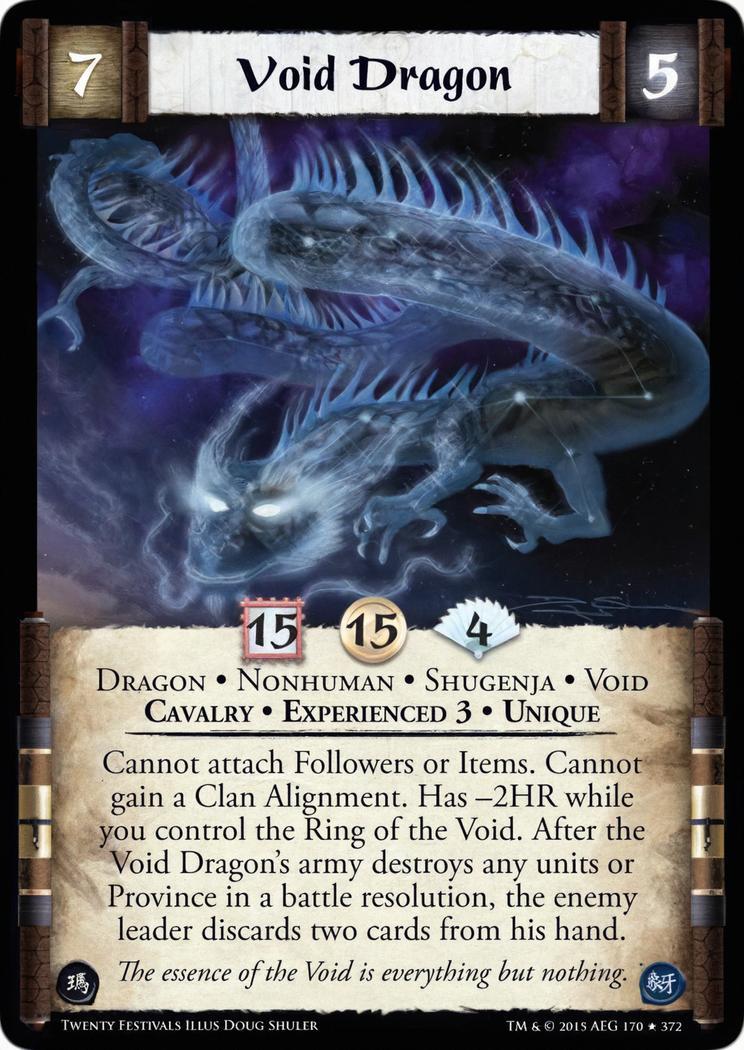 7
Void Dragon
5
15
15
4
DRAGON • NONHUMAN • SHUGENJA • VOID
CAVALRY • EXPERIENCED 3 • UNIQUE
Cannot attach Followers or Items. Cannot
gain a Clan Alignment. Has –2HR while
you control the Ring of the Void. After the
Void Dragon's army destroys any units or
Province in a battle resolution, the enemy
leader discards two cards from his hand.
The essence of the Void is everything but nothing.
TWENTY FESTIVALS ILLUS DOUG SHULER
TM & © 2015 AEG 170 ★ 372